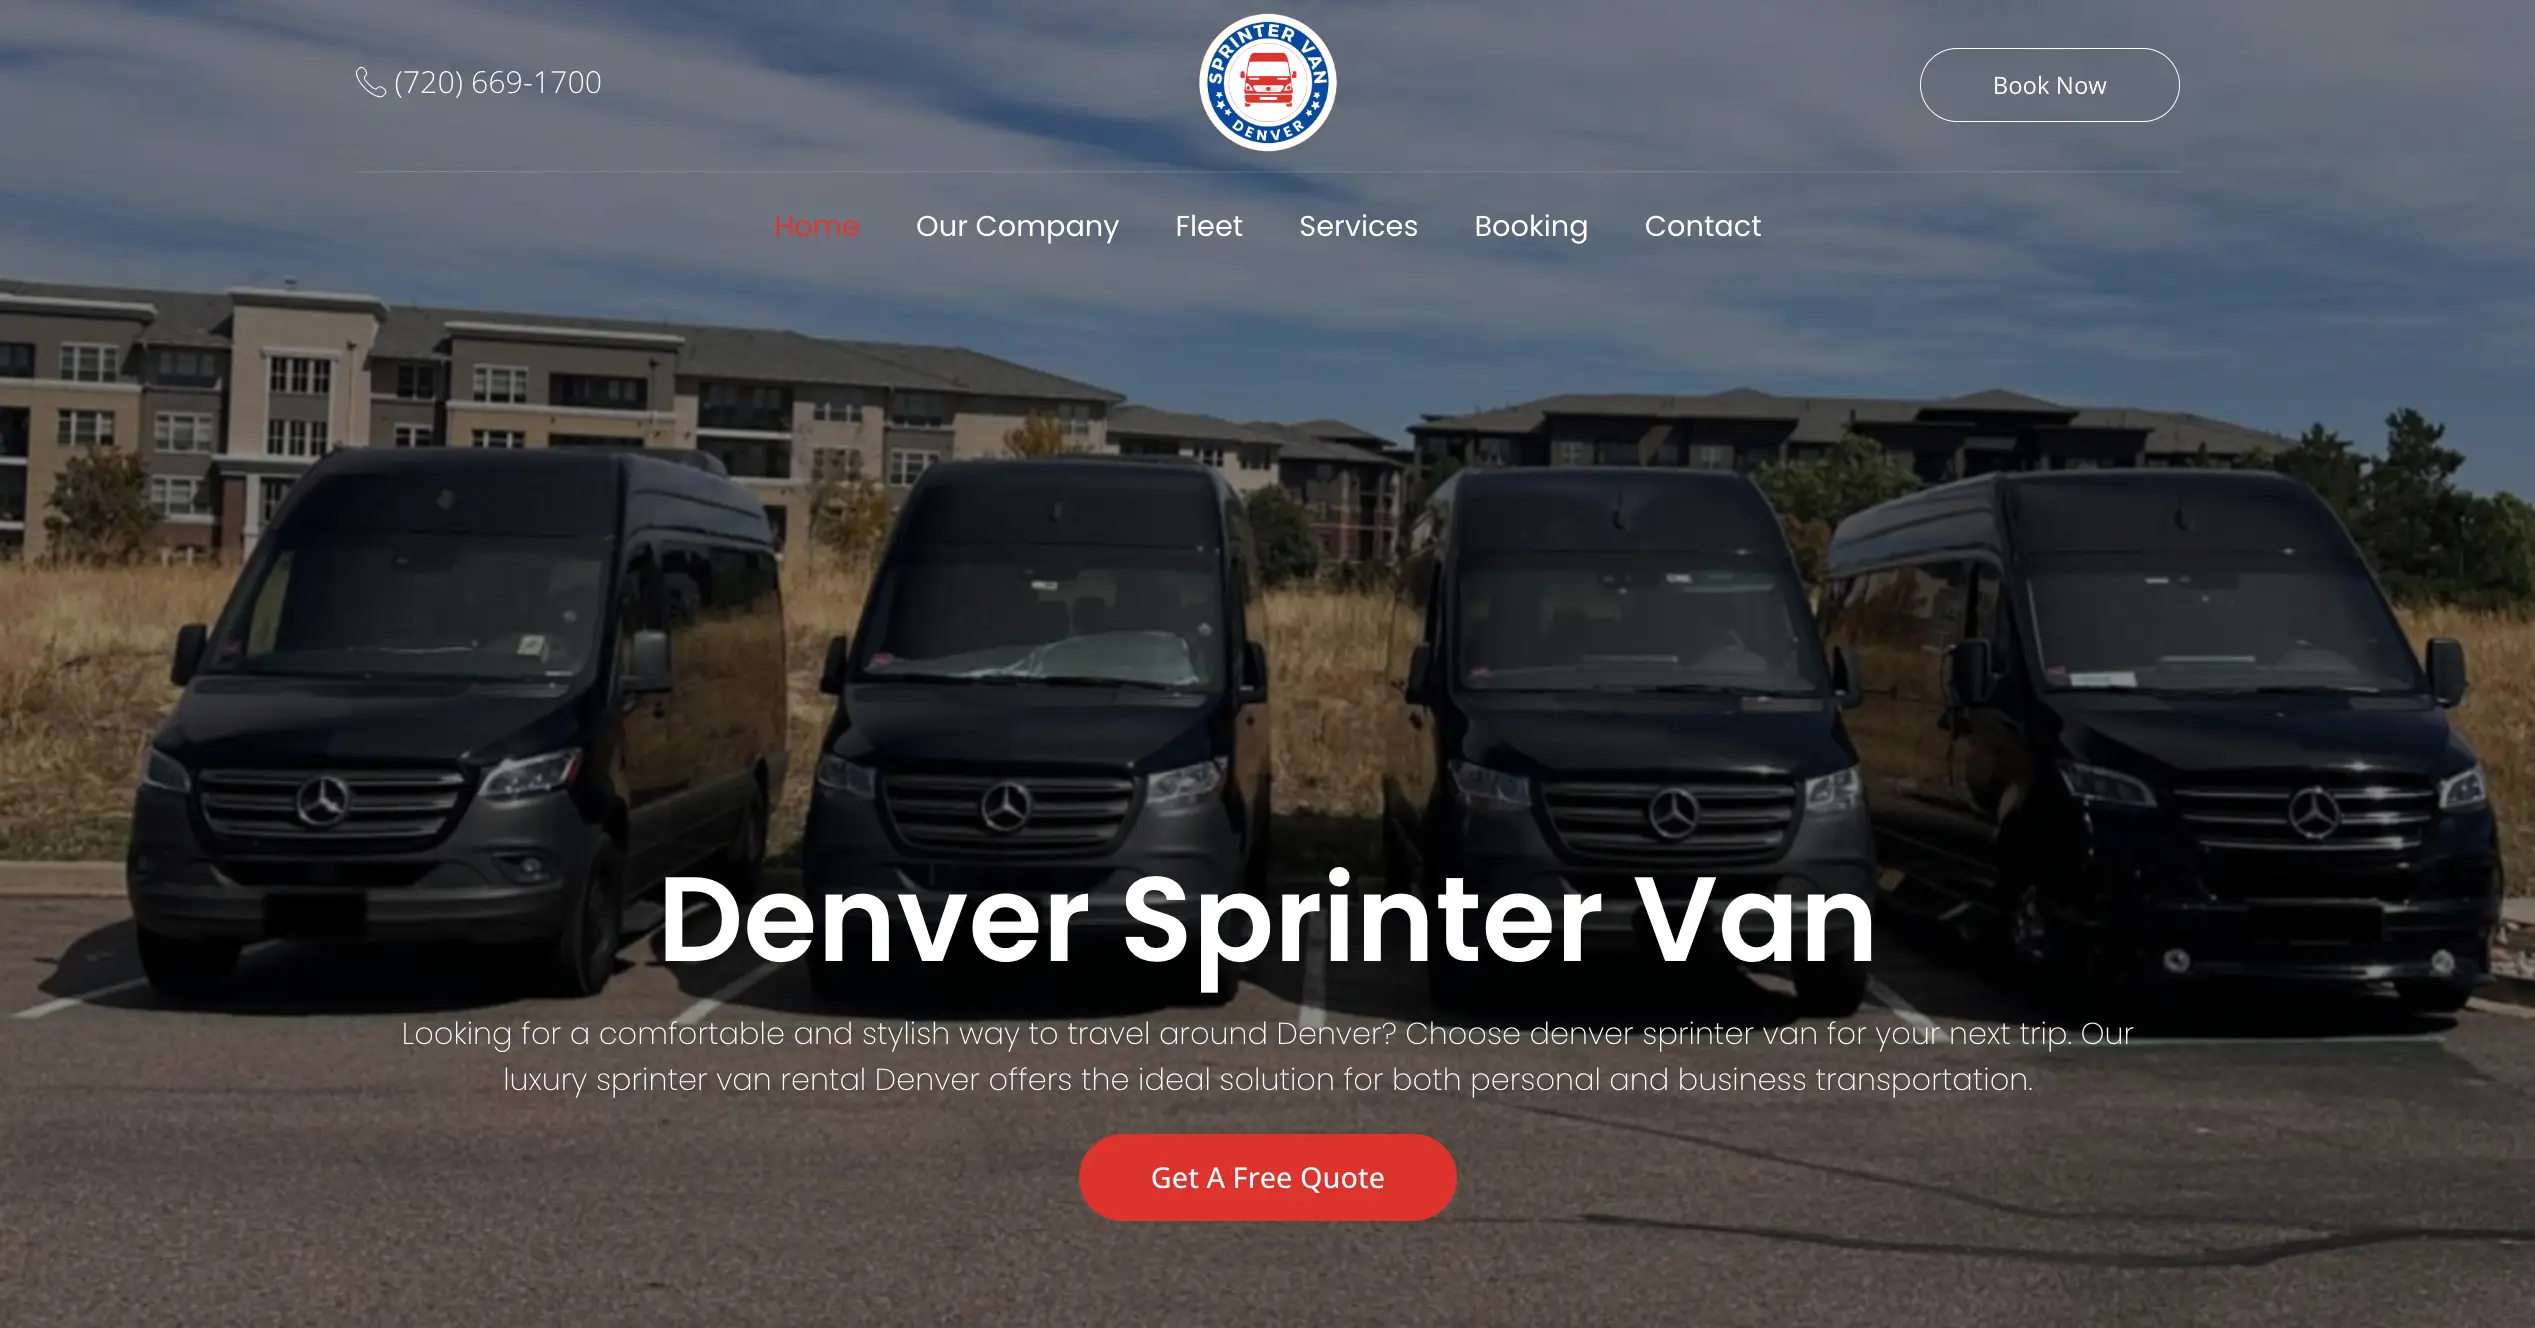 (720) 669-1700
SPRINTER VAN
DENVER
Book Now
Home Our Company Fleet Services Booking Contact
Denver Sprinter Van
Looking for a comfortable and stylish way to travel around Denver? Choose denver sprinter van for your next trip. Our
luxury sprinter van rental Denver offers the ideal solution for both personal and business transportation.
Get A Free Quote